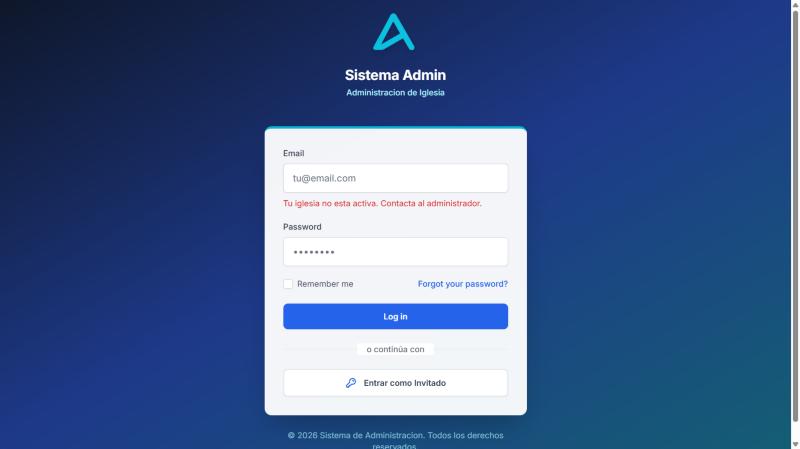 Sistema Admin
Administracion de Iglesia
Email
tu@email.com
Tu iglesia no esta activa. Contacta al administrador.
Password
••••••••
Remember me
Forgot your password?
Log in
o continúa con
Entrar como Invitado
© 2026 Sistema de Administracion. Todos los derechos
reservados